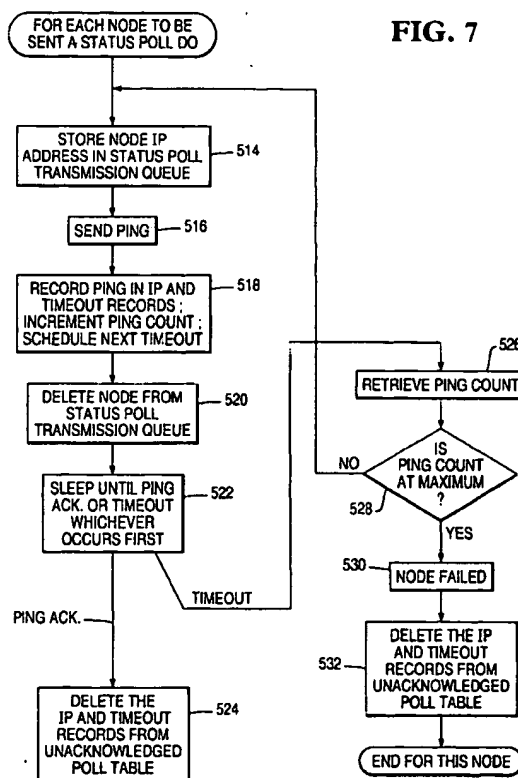 FOR EACH NODE TO BE
SENT A STATUS POLL DO
FIG. 7
STORE NODE IP
ADDRESS IN STATUS POLL
TRANSMISSION QUEUE
514
SEND PING
516
RECORD PING IN IP AND
TIMEOUT RECORDS ;
INCREMENT PING COUNT ;
SCHEDULE NEXT TIMEOUT
518
DELETE NODE FROM
STATUS POLL
TRANSMISSION QUEUE
520
SLEEP UNTIL PING
ACK. OR TIMEOUT
WHICHEVER
OCCURS FIRST
522
TIMEOUT
PING ACK.
DELETE THE
IP AND TIMEOUT
RECORDS FROM
UNACKNOWLEDGED
POLL TABLE
524
526
RETRIEVE PING COUNT
IS
PING COUNT
AT MAXIMUM
?
528
NO
YES
530
NODE FAILED
DELETE THE IP
AND TIMEOUT
RECORDS FROM
UNACKNOWLEDGED
POLL TABLE
532
END FOR THIS NODE